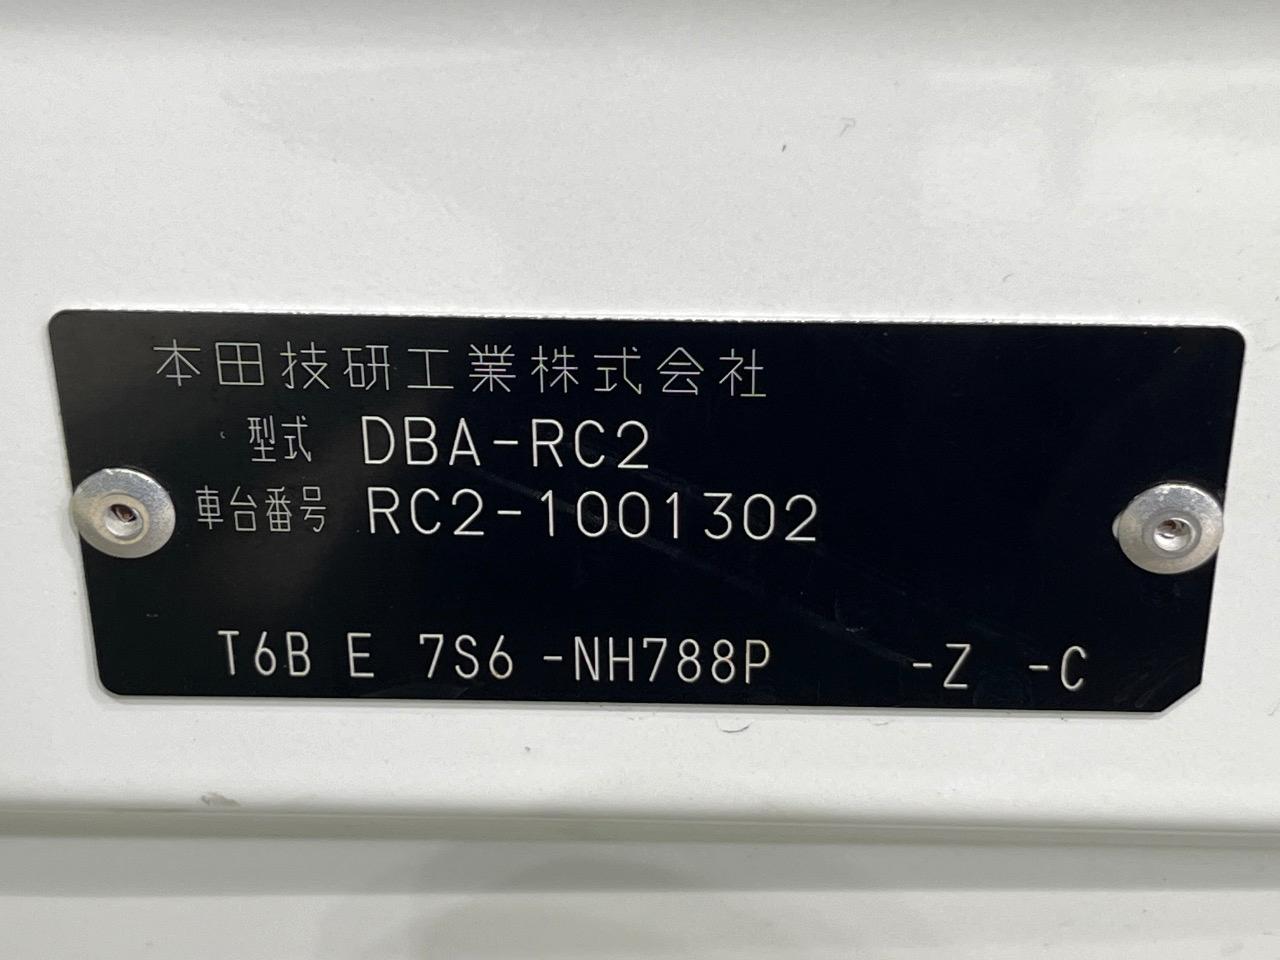 本田技研工業株式会社
型式 DBA-RC2
車台番号 RC2-1001302
T6B E 7S6 -NH788P -Z -C